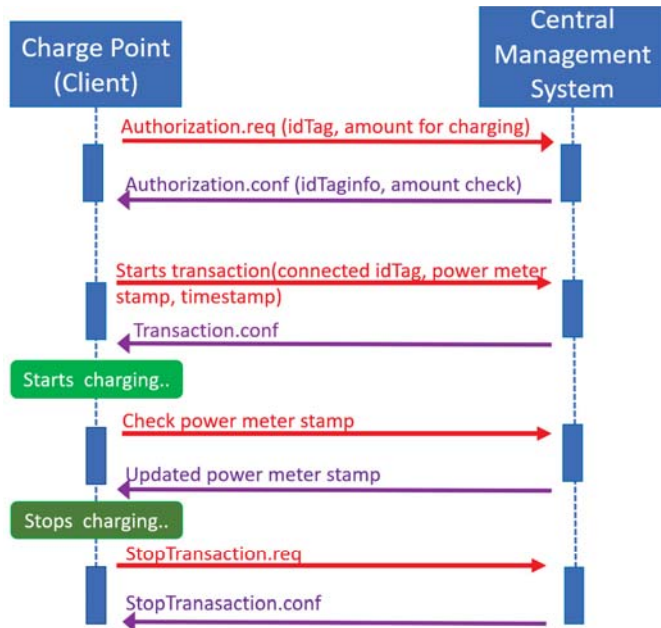 Charge Point
(Client)
Central
Management
System
Authorization.req (idTag, amount for charging)
Authorization.conf (idTaginfo, amount check)
Starts transaction(connected idTag, power meter
stamp, timestamp)
Transaction.conf
Starts charging..
Check power meter stamp
Updated power meter stamp
Stops charging..
StopTransaction.req
StopTranasaction.conf